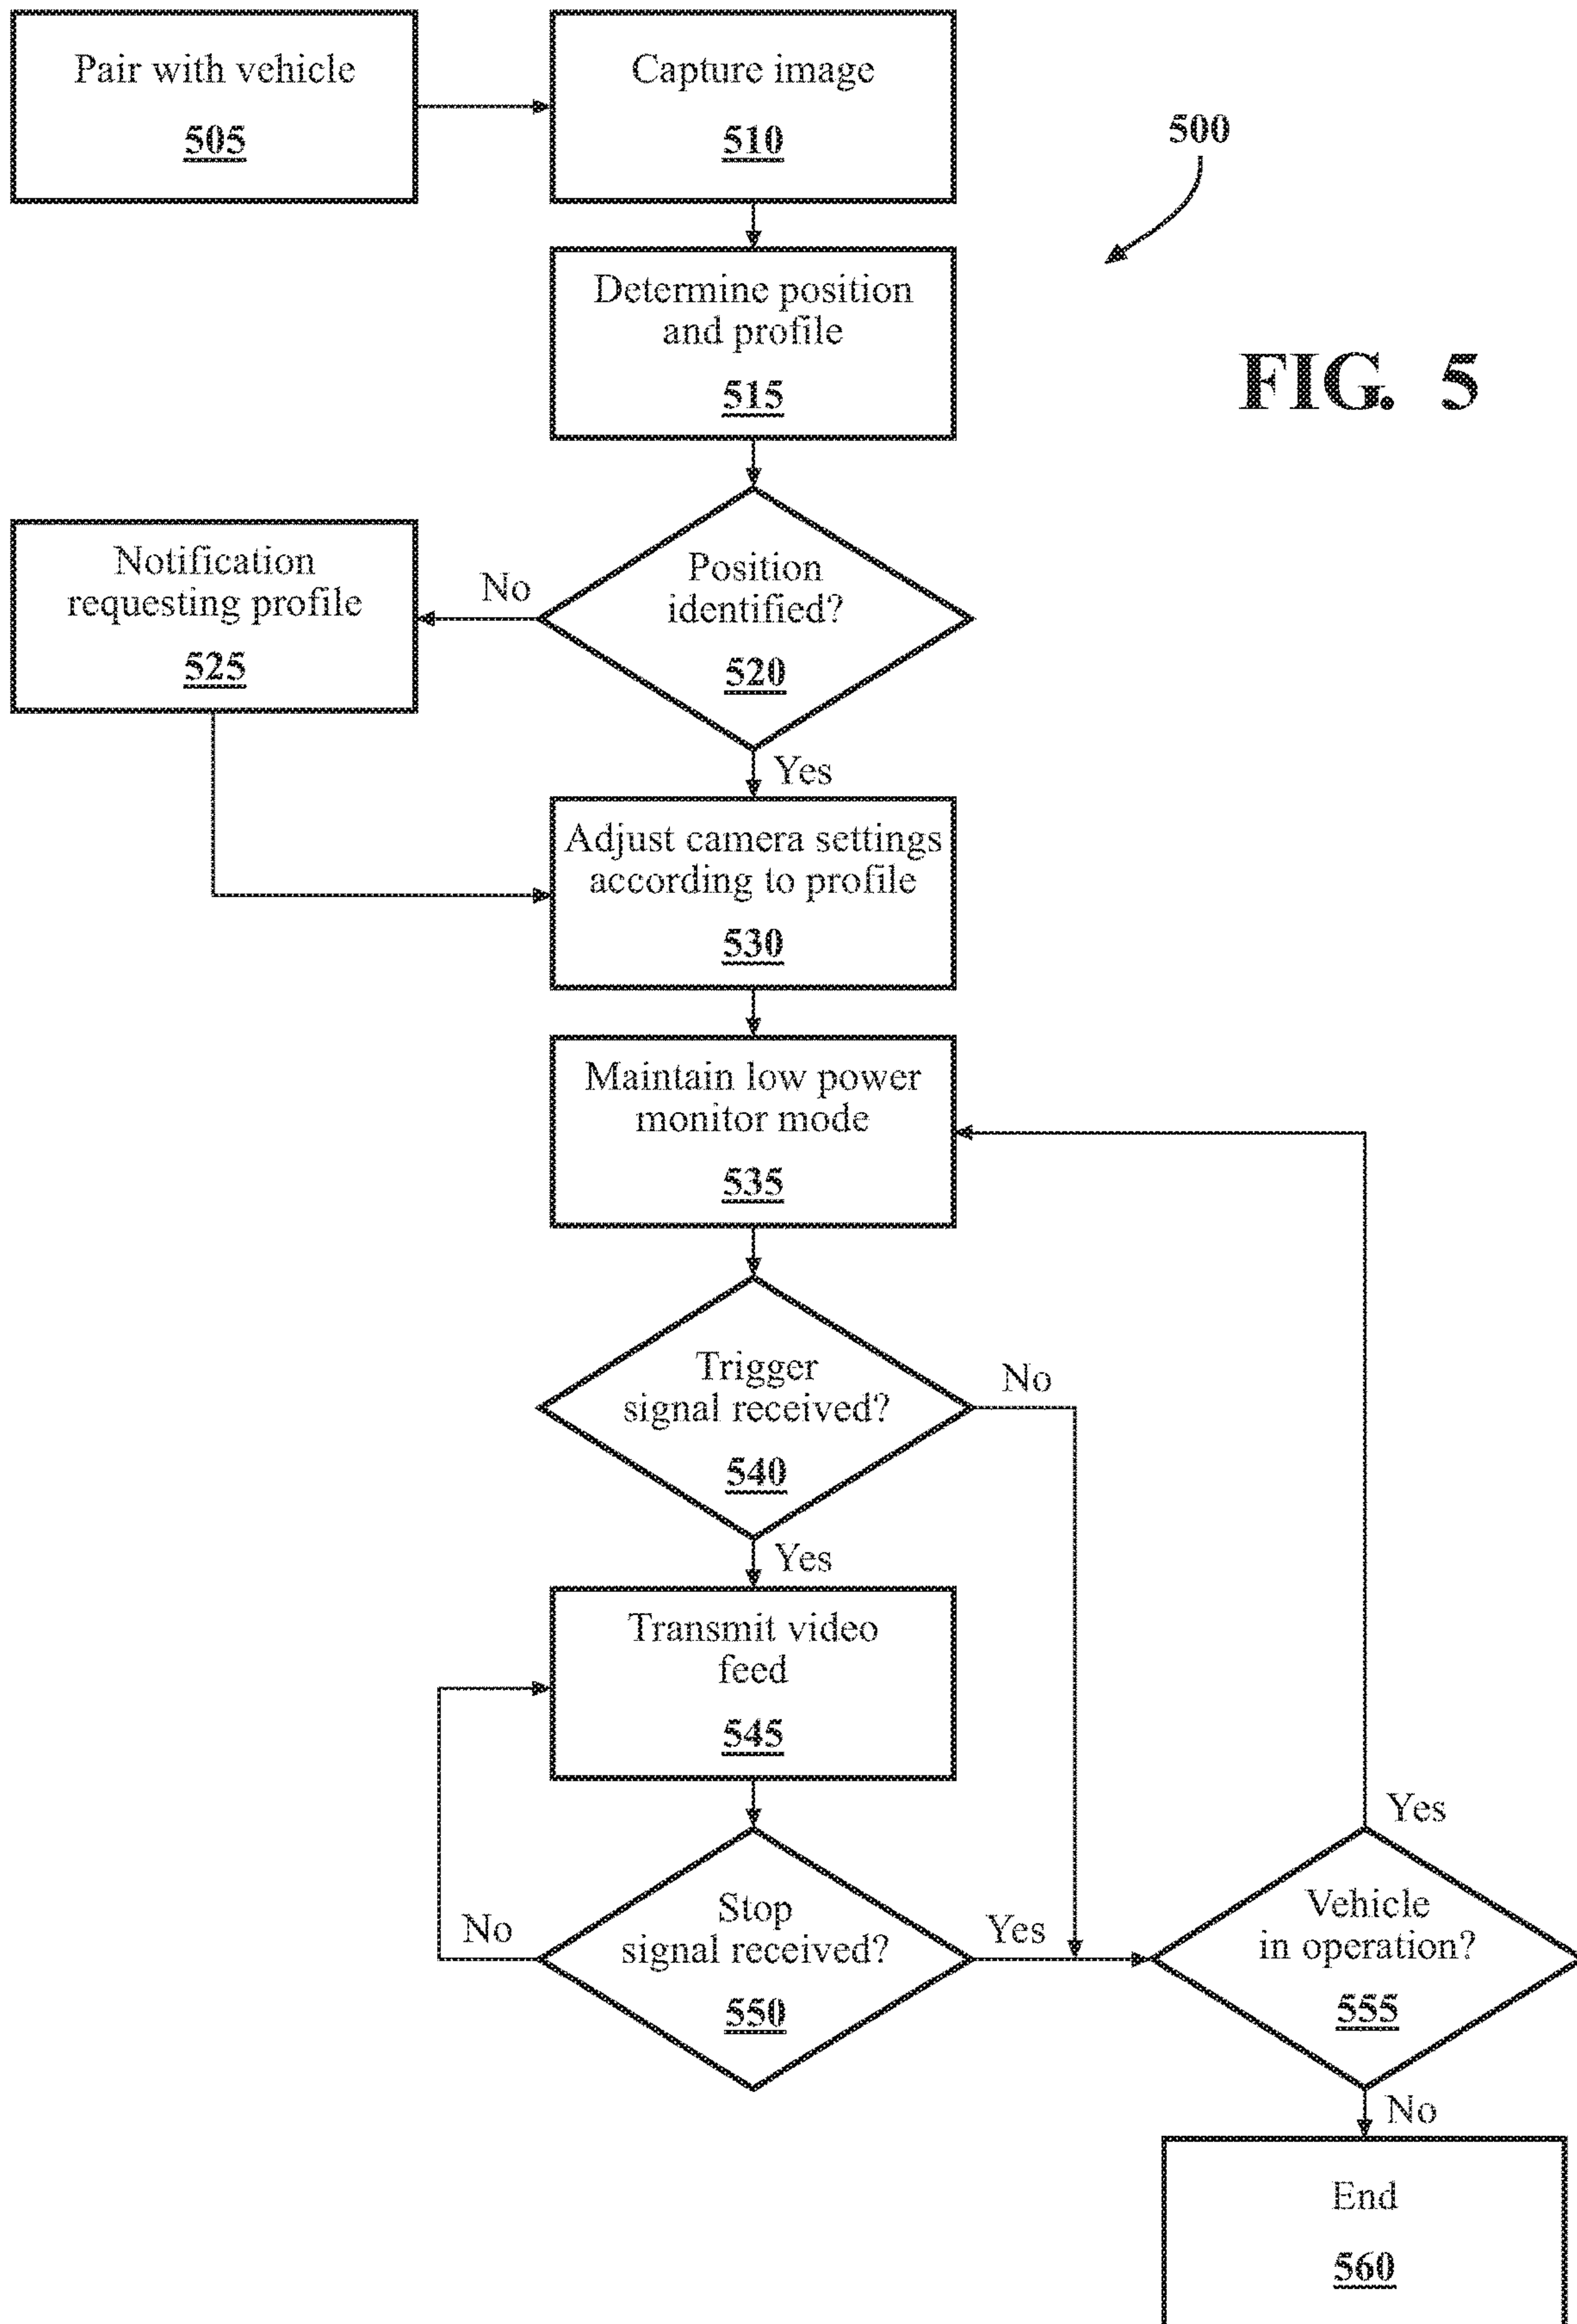 Pair with vehicle
505
Capture image
510
500
Determine position
and profile
515
FIG. 5
Notification
requesting profile
525
No
Position
identified?
520
Yes
Adjust camera settings
according to profile
530
Maintain low power
monitor mode
535
Trigger
signal received?
540
No
Yes
Transmit video
feed
545
Yes
No
Stop
signal received?
550
Yes
Vehicle
in operation?
555
No
End
560